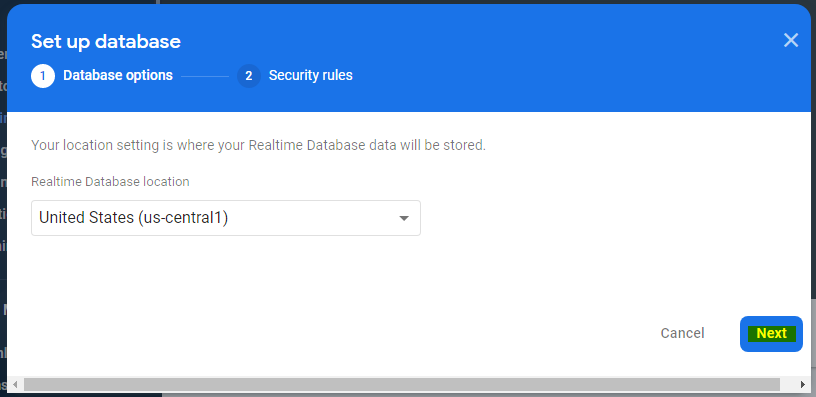 Set up database
1 Database options 2 Security rules
Your location setting is where your Realtime Database data will be stored.
Realtime Database location
United States (us-central1)
Cancel Next